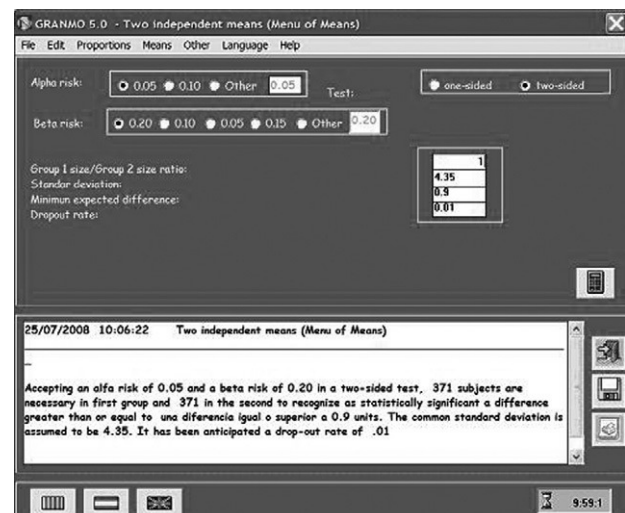 GRANMO 5.0 - Two independent means (Menu of Means)
File Edit Proportions Means Other Language Help
Alpha risk: 0.05 0.10 Other 0.05 Test: one-sided two-sided
Beta risk: 0.20 0.10 0.05 0.15 Other 0.20
Group 1 size/Group 2 size ratio: 1
Standar deviation: 4.35
Minimun expected difference: 0.9
Dropout rate: 0.01
25/07/2008 10:06:22 Two independent means (Menu of Means)
Accepting an alfa risk of 0.05 and a beta risk of 0.20 in a two-sided test, 371 subjects are
necessary in first group and 371 in the second to recognize as statistically significant a difference
greater than or equal to una diferencia igual o superior a 0.9 units. The common standard deviation is
assumed to be 4.35. It has been anticipated a drop-out rate of .01
9:59:1